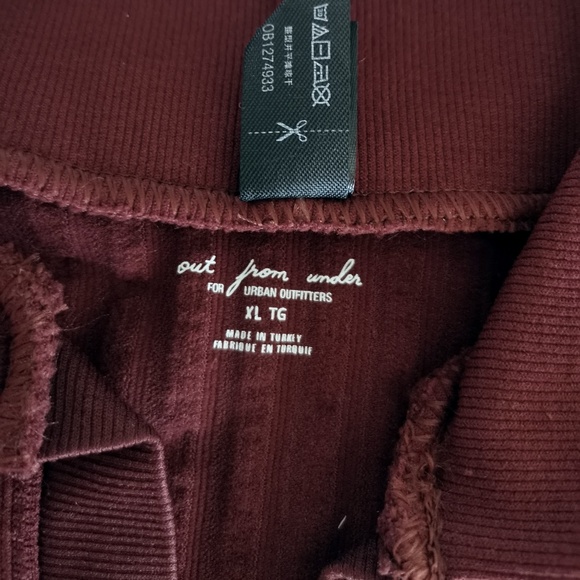 OB1274933
out from under
FOR URBAN OUTFITTERS
XL TG
MADE IN TURKEY
FABRIQUE EN TURQUIE